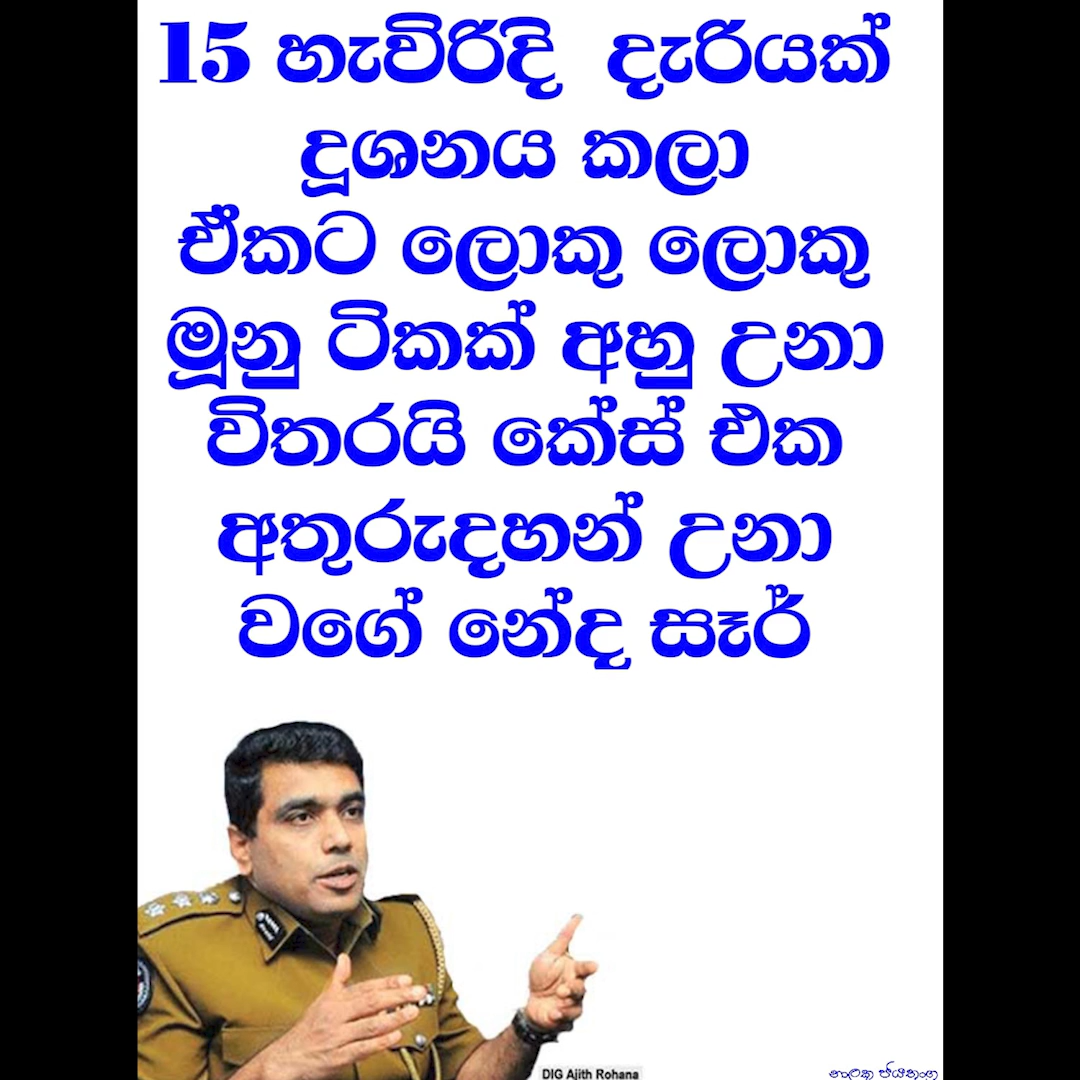 15 හැවිරිදි දැරියක්
දූශනය කලා
ඒකට ලොකු ලොකු
මූනු ටිකක් අහු උනා
විතරයි කේස් එක
අතුරුදහන් උනා
වගේ නේද සෑර්
DIG Ajith Rohana